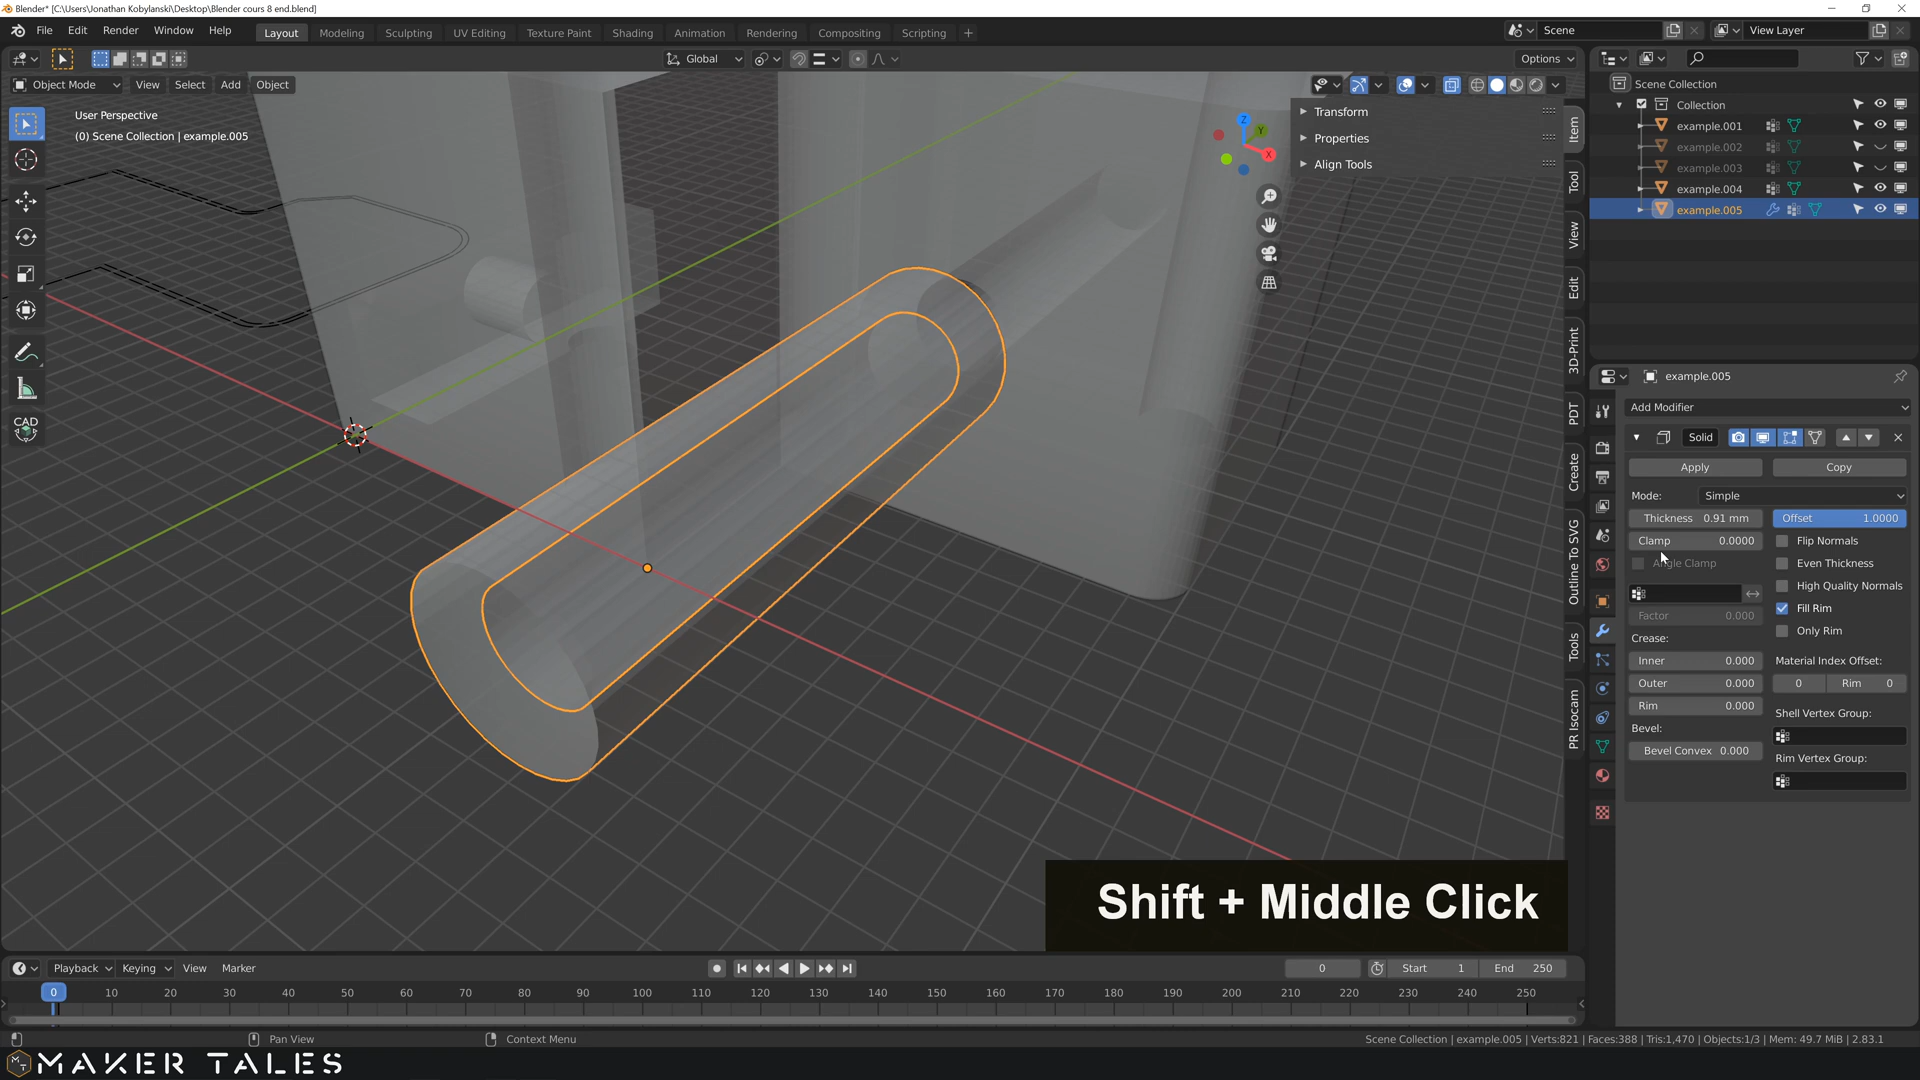 Blender* [C:\Users\Jonathan Kobylanski\Desktop\Blender cours 8 end.blend]
File Edit Render Window Help
Layout Modeling Sculpting UV Editing Texture Paint Shading Animation Rendering Compositing Scripting +
Scene
View Layer
Global
Options
Object Mode View Select Add Object
User Perspective
(0) Scene Collection | example.005
CAD
Z
Y
X
Transform
Properties
Align Tools
Item
Tool
View
Edit
3D-Print
PDT
Create
Outline To SVG
Tools
PR Isocam
Scene Collection
Collection
example.001
example.002
example.003
example.004
example.005
example.005
Add Modifier
Solid
Apply Copy
Mode: Simple
Thickness 0.91 mm Offset 1.0000
Clamp 0.0000 Flip Normals
Angle Clamp Even Thickness
High Quality Normals
Factor 0.000 Fill Rim
Crease: Only Rim
Inner 0.000 Material Index Offset:
Outer 0.000 0 Rim 0
Rim 0.000 Shell Vertex Group:
Bevel:
Bevel Convex 0.000 Rim Vertex Group:
Shift + Middle Click
Playback Keying View Marker
0 Start 1 End 250
0 10 20 30 40 50 60 70 80 90 100 110 120 130 140 150 160 170 180 190 200 210 220 230 240 250
Pan View Context Menu
Scene Collection | example.005 | Verts:821 | Faces:388 | Tris:1,470 | Objects:1/3 | Mem: 49.7 MiB | 2.83.1
MAKER TALES